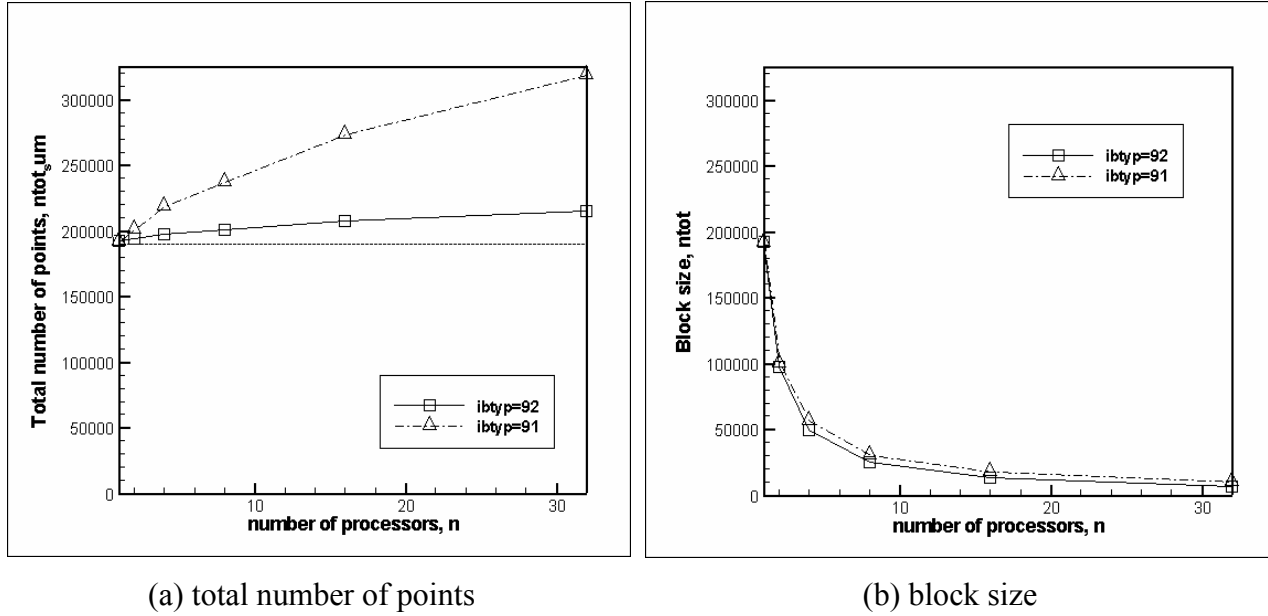 300000
250000
200000
150000
100000
50000
0
Total number of points, ntot_sum
10
20
30
number of processors, n
ibtyp=92
ibtyp=91
300000
250000
200000
150000
100000
50000
0
Block size, ntot
10
20
30
number of processors, n
ibtyp=92
ibtyp=91
(a) total number of points
(b) block size